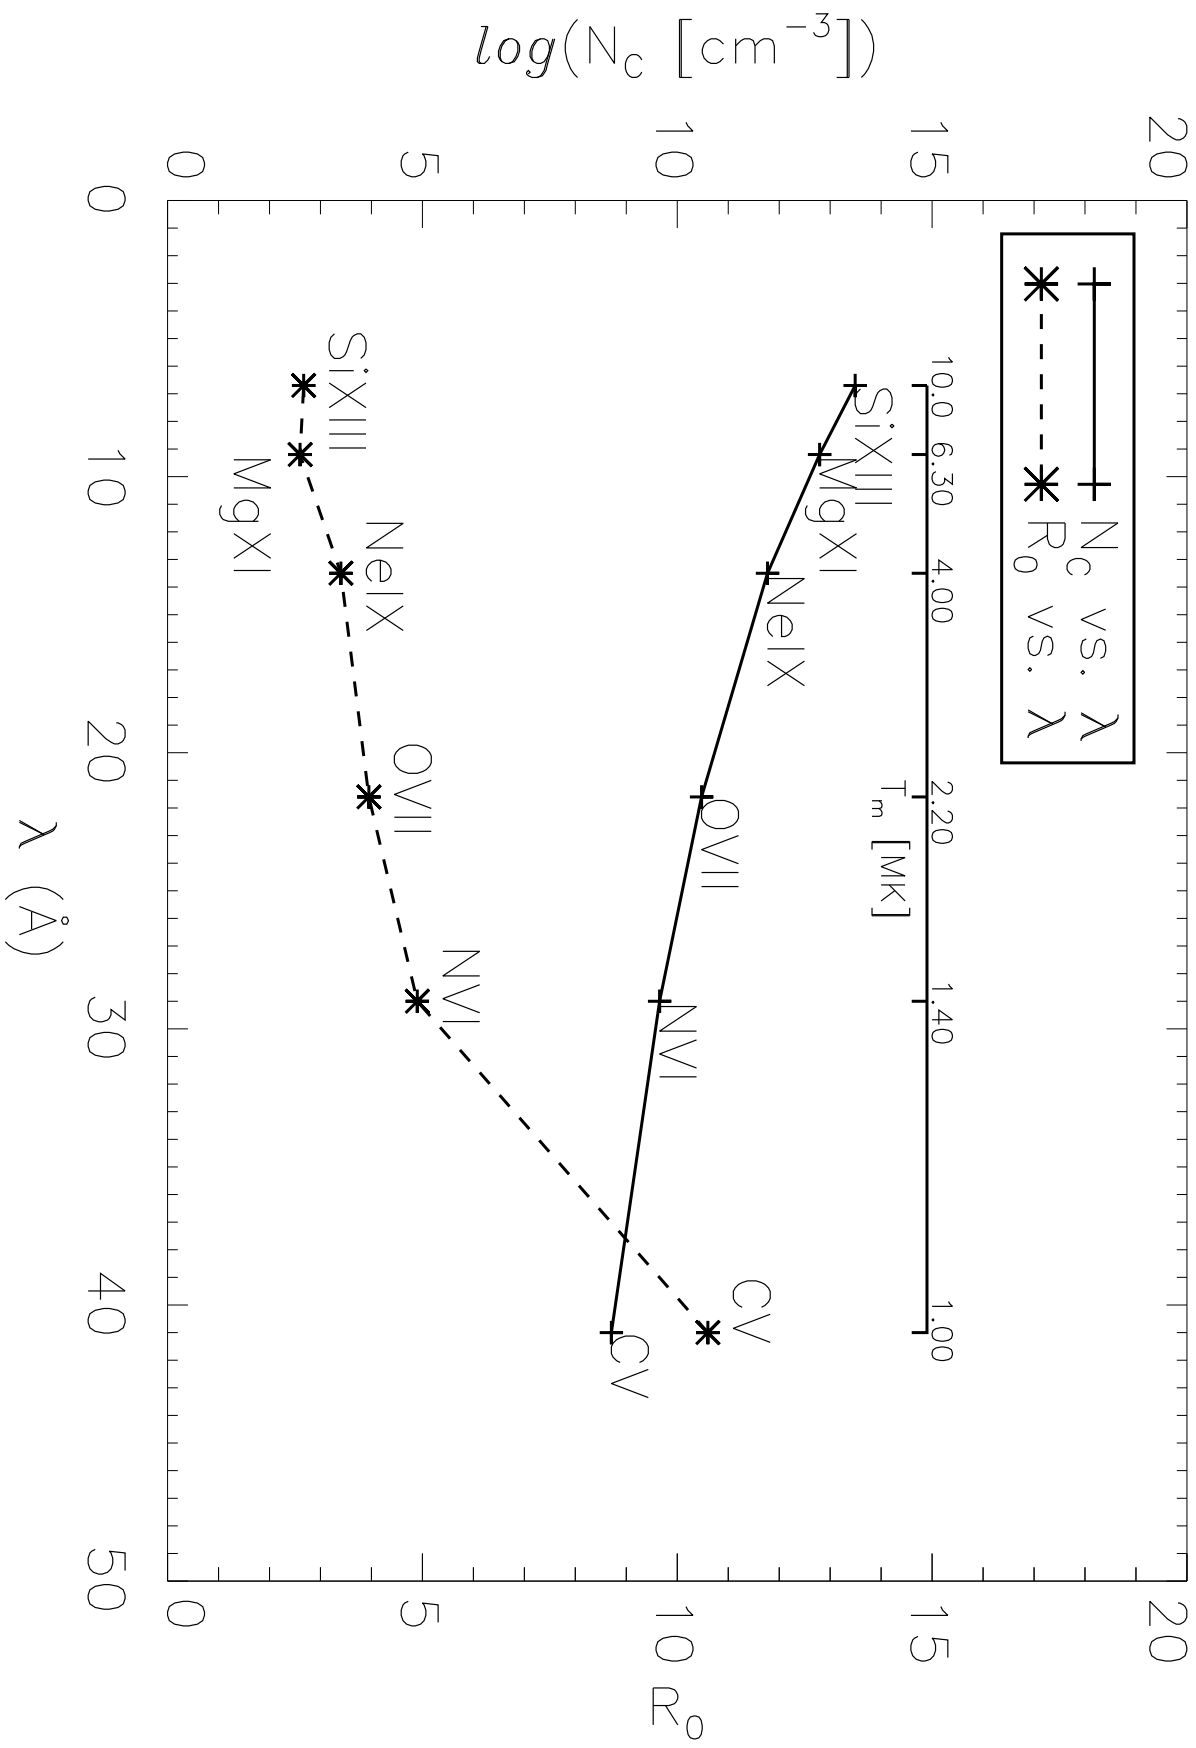 N_C vs. λ
R_0 vs. λ
log(N_C [cm^-3])
20
15
10
5
0
10.0 6.30 4.00 2.20 1.40 1.00
T_m [MK]
SiXIII
MgXI
NeIX
OVII
NVI
CV
SiXIII
MgXI
NeIX
OVII
NVI
CV
20
15
10
5
0
R_0
0 10 20 30 40 50
λ (Å)